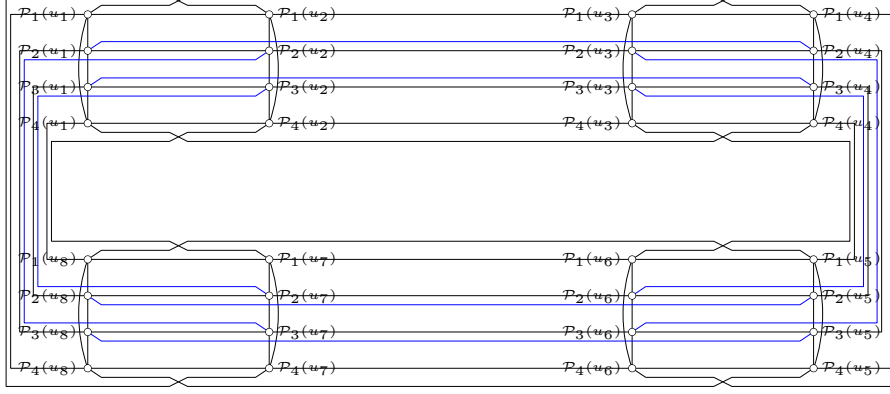 𝒫₁(u₁) 𝒫₁(u₂) 𝒫₁(u₃) 𝒫₁(u₄)
𝒫₂(u₁) 𝒫₂(u₂) 𝒫₂(u₃) 𝒫₂(u₄)
𝒫₃(u₁) 𝒫₃(u₂) 𝒫₃(u₃) 𝒫₃(u₄)
𝒫₄(u₁) 𝒫₄(u₂) 𝒫₄(u₃) 𝒫₄(u₄)
𝒫₁(u₈) 𝒫₁(u₇) 𝒫₁(u₆) 𝒫₁(u₅)
𝒫₂(u₈) 𝒫₂(u₇) 𝒫₂(u₆) 𝒫₂(u₅)
𝒫₃(u₈) 𝒫₃(u₇) 𝒫₃(u₆) 𝒫₃(u₅)
𝒫₄(u₈) 𝒫₄(u₇) 𝒫₄(u₆) 𝒫₄(u₅)